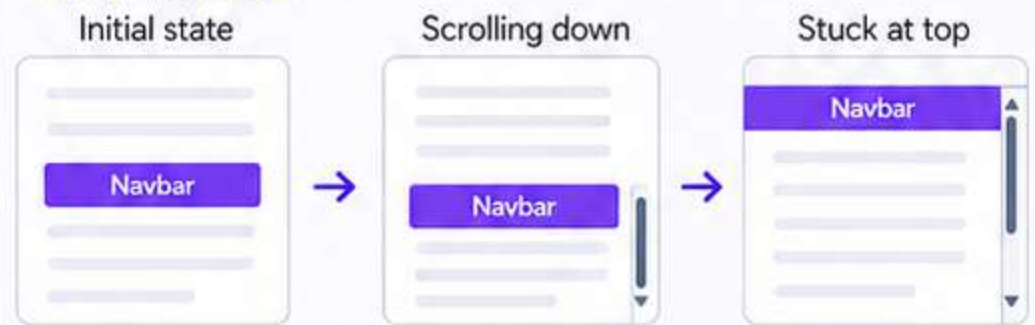 Initial state
Scrolling down
Stuck at top
Navbar
Navbar
Navbar